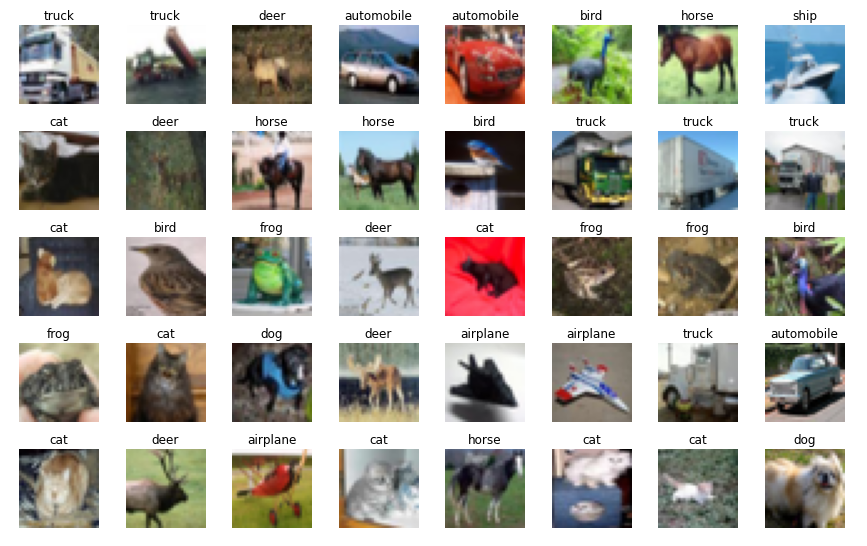 truck truck deer automobile automobile bird horse ship
cat deer horse horse bird truck truck truck
cat bird frog deer cat frog frog bird
frog cat dog deer airplane airplane truck automobile
cat deer airplane cat horse cat cat dog